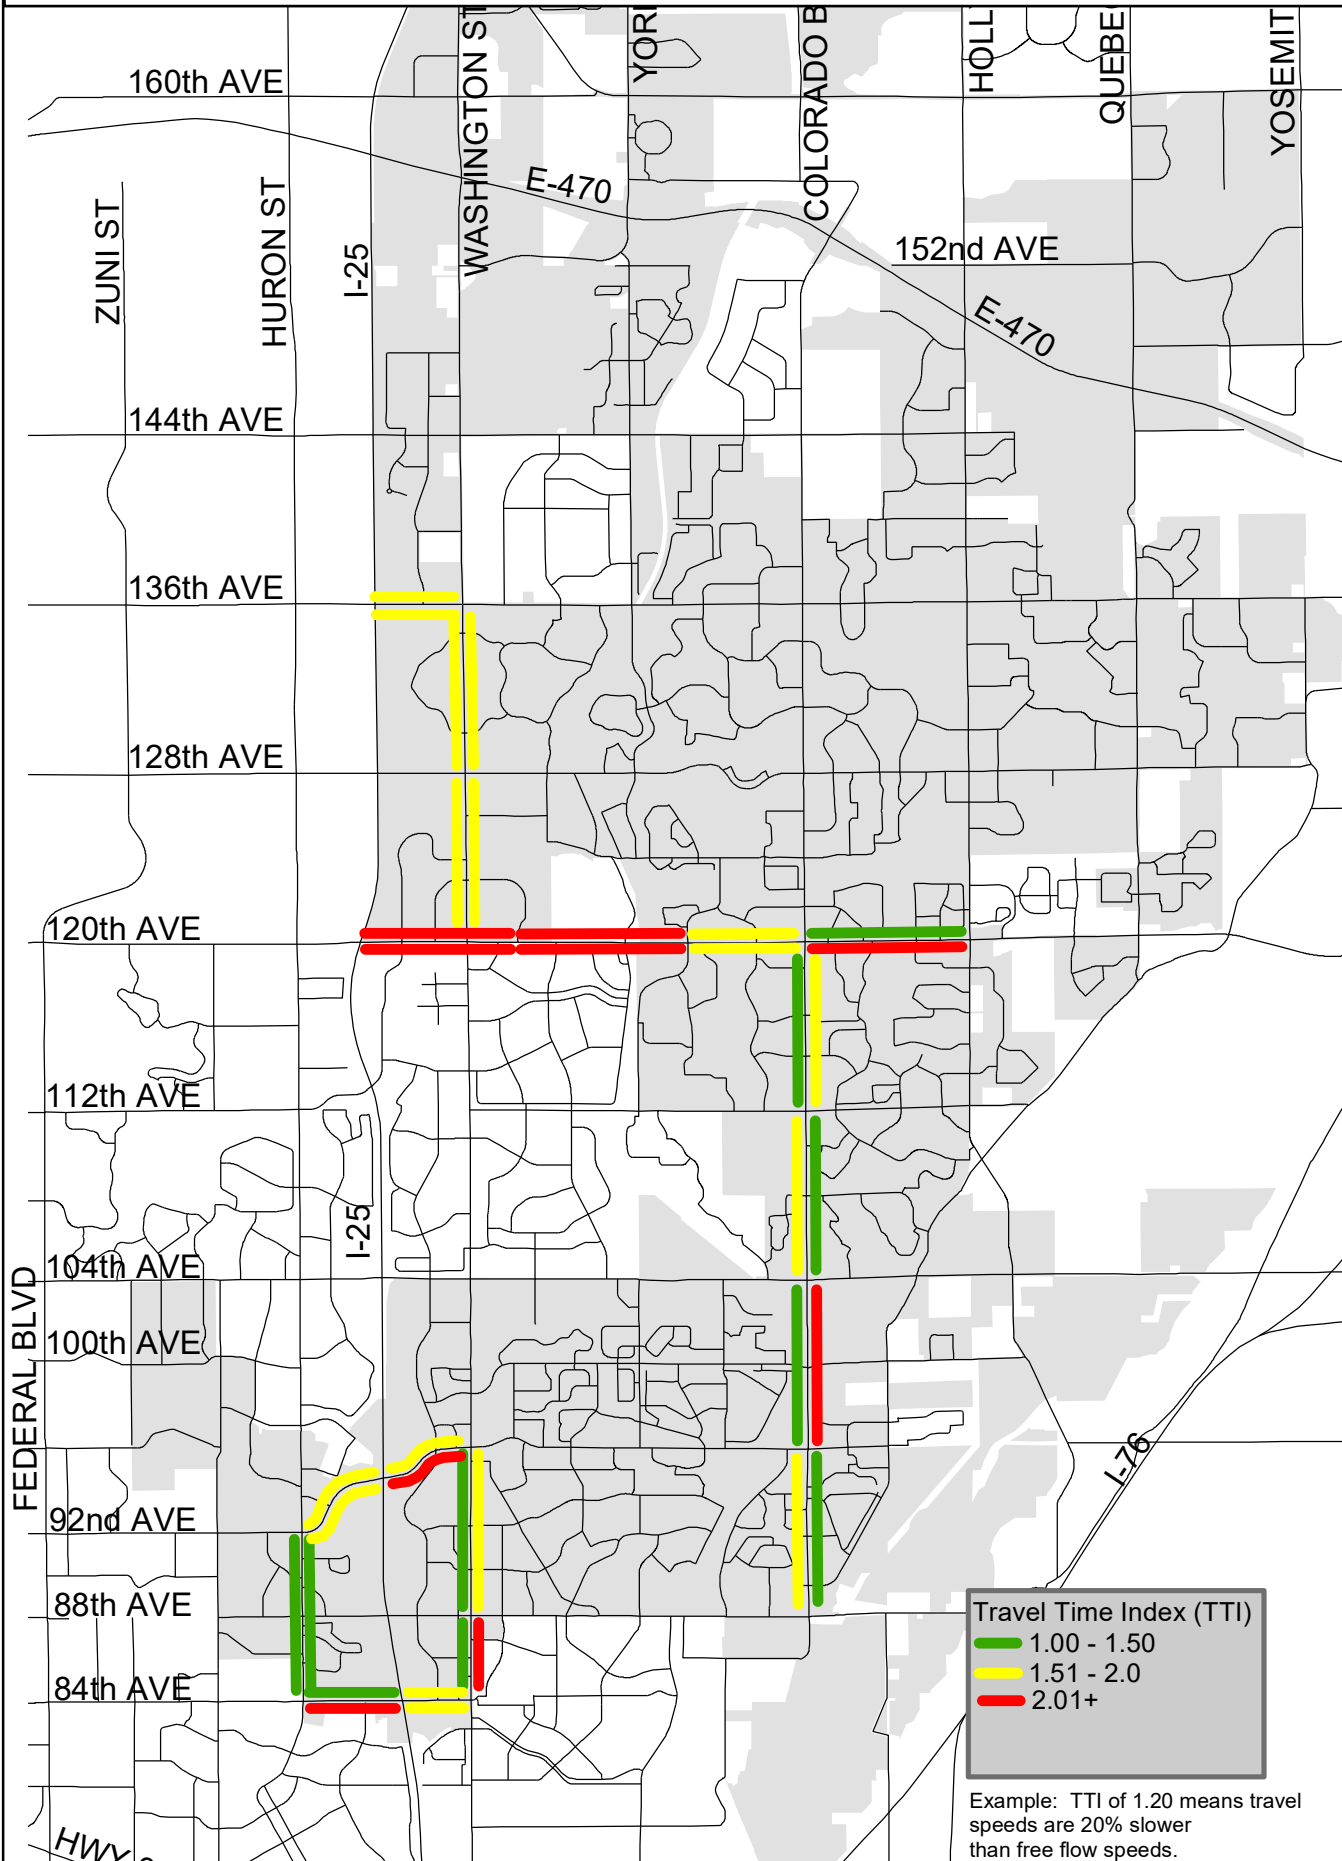 WASHINGTON ST
YOR
COLORADO B
HOLL
QUEBE
YOSEMIT
160th AVE
E-470
ZUNI ST
HURON ST
I-25
152nd AVE
E-470
144th AVE
136th AVE
128th AVE
120th AVE
112th AVE
I-25
104th AVE
FEDERAL BLVD
100th AVE
I-76
92nd AVE
88th AVE
84th AVE
Travel Time Index (TTI)
1.00 - 1.50
1.51 - 2.0
2.01+
Example: TTI of 1.20 means travel
speeds are 20% slower
than free flow speeds.
HWY